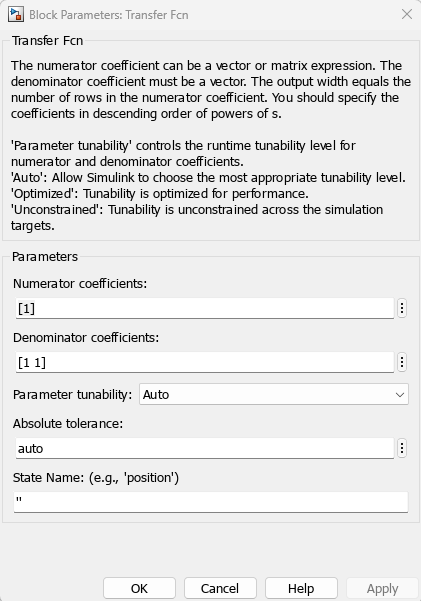 Block Parameters: Transfer Fcn
Transfer Fcn
The numerator coefficient can be a vector or matrix expression. The
denominator coefficient must be a vector. The output width equals the
number of rows in the numerator coefficient. You should specify the
coefficients in descending order of powers of s.
'Parameter tunability' controls the runtime tunability level for
numerator and denominator coefficients.
'Auto': Allow Simulink to choose the most appropriate tunability level.
'Optimized': Tunability is optimized for performance.
'Unconstrained': Tunability is unconstrained across the simulation
targets.
Parameters
Numerator coefficients:
[1]
Denominator coefficients:
[1 1]
Parameter tunability: Auto
Absolute tolerance:
auto
State Name: (e.g., 'position')
''
OK Cancel Help Apply